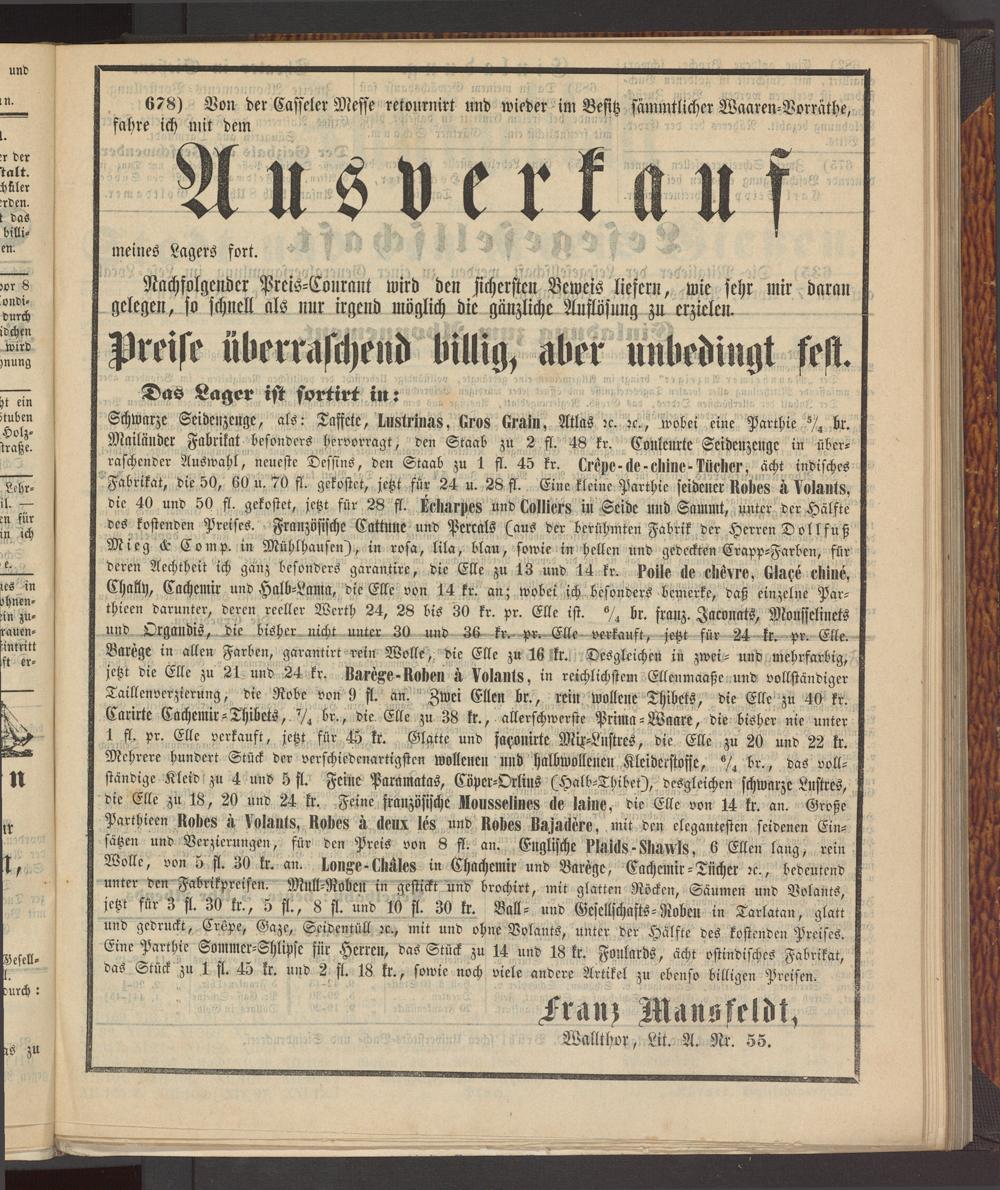 678) Von der Casseler Messe retournirt und wieder im Besitz sämmtlicher Waaren-Vorräthe,
fahre ich mit dem
Ausverkauf
meines Lagers fort.
Nachfolgender Preis-Courant wird den sichersten Beweis liefern, wie sehr mir daran
gelegen, so schnell als nur irgend möglich die gänzliche Auflösung zu erzielen.
Preise überraschend billig, aber unbedingt fest.
Das Lager ist sortirt in:
Schwarze Seidenzeuge, als: Taffete, Lustrinas, Gros Grain, Atlas ꝛc. ꝛc., wobei eine Parthie 5/4 br.
Mailänder Fabrikat besonders hervorragt, den Staab zu 2 fl. 48 kr. Couleurte Seidenzeuge in über-
raschender Auswahl, neueste Dessins, den Staab zu 1 fl. 45 kr. Crêpe-de-chine-Tücher, ächt indisches
Fabrikat, die 50, 60 u. 70 fl. gekostet, jetzt für 24 u. 28 fl. Eine kleine Parthie seidener Robes à Volants,
die 40 und 50 fl. gekostet, jetzt für 28 fl. Écharpes und Colliers in Seide und Sammt, unter der Hälfte
des kostenden Preises. Französische Cattune und Percals (aus der berühmten Fabrik der Herren Dollfuß
Mieg & Comp. in Mühlhausen), in rosa, lila, blau, sowie in hellen und gedeckten Crapp-Farben, für
deren Aechtheit ich ganz besonders garantire, die Elle zu 13 und 14 kr. Poile de chêvre, Glaçé chiné,
Chally, Cachemir und Halb-Lama, die Elle von 14 kr. an; wobei ich besonders bemerke, daß einzelne Par-
thieen darunter, deren reeller Werth 24, 28 bis 30 kr. pr. Elle ist. 6/4 br. franz. Jaconats, Mousselinets
und Organdis, die bisher nicht unter 30 und 36 kr. pr. Elle verkauft, jetzt für 24 kr. pr. Elle.
Barège in allen Farben, garantirt rein Wolle, die Elle zu 16 kr. Desgleichen in zwei- und mehrfarbig,
jetzt die Elle zu 21 und 24 kr. Barège-Roben à Volants, in reichlichstem Ellenmaaße und vollständiger
Taillenverzierung, die Robe von 9 fl. an. Zwei Ellen br., rein wollene Thibets, die Elle zu 40 kr.
Carirte Cachemir-Thibets, 7/4 br., die Elle zu 38 kr., allerschwerste Prima-Waare, die bisher nie unter
1 fl. pr. Elle verkauft, jetzt für 45 kr. Glatte und façonirte Mix-Lustres, die Elle zu 20 und 22 kr.
Mehrere hundert Stück der verschiedenartigsten wollenen und halbwollenen Kleiderstoffe, 6/4 br., das voll-
ständige Kleid zu 4 und 5 fl. Feine Paramatas, Cöper-Orlins (Halb-Thibet), desgleichen schwarze Lustres,
die Elle zu 18, 20 und 24 kr. Feine französische Mousselines de laine, die Elle von 14 kr. an. Große
Parthieen Robes à Volants, Robes à deux lés und Robes Bajadère, mit den elegantesten seidenen Ein-
sätzen und Verzierungen, für den Preis von 8 fl. an. Englische Plaids-Shawls, 6 Ellen lang, rein
Wolle, von 5 fl. 30 kr. an. Longe-Châles in Chachemir und Barège, Cachemir-Tücher ꝛc., bedeutend
unter den Fabrikpreisen. Mull-Roben in gestickt und brochirt, mit glatten Röcken, Säumen und Volants,
jetzt für 3 fl. 30 kr., 5 fl., 8 fl. und 10 fl. 30 kr. Ball- und Gesellschafts-Roben in Tarlatan, glatt
und gedruckt, Crêpe, Gaze, Seidentüll ꝛc., mit und ohne Volants, unter der Hälfte des kostenden Preises.
Eine Parthie Sommer-Shlipse für Herren, das Stück zu 14 und 18 kr. Foulards, ächt ostindisches Fabrikat,
das Stück zu 1 fl. 45 kr. und 2 fl. 18 kr., sowie noch viele andere Artikel zu ebenso billigen Preisen.
Franz Mansfeldt,
Wallthor, Lit. A. Nr. 55.